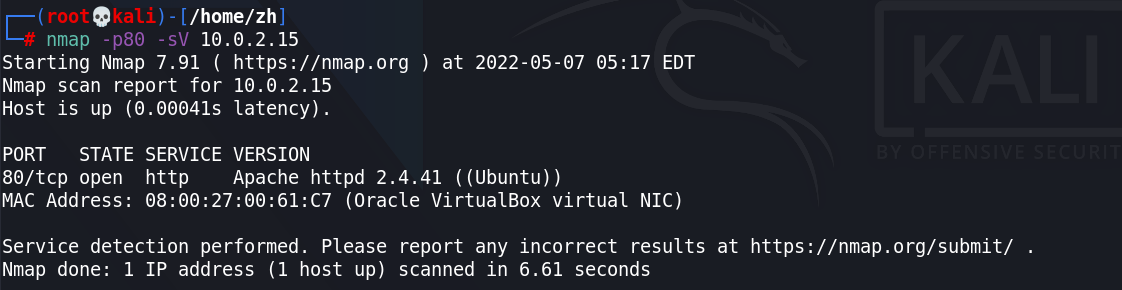 ┌──(root💀kali)-[/home/zh]
└─# nmap -p80 -sV 10.0.2.15
Starting Nmap 7.91 ( https://nmap.org ) at 2022-05-07 05:17 EDT
Nmap scan report for 10.0.2.15
Host is up (0.00041s latency).

PORT   STATE SERVICE VERSION
80/tcp open  http    Apache httpd 2.4.41 ((Ubuntu))
MAC Address: 08:00:27:00:61:C7 (Oracle VirtualBox virtual NIC)

Service detection performed. Please report any incorrect results at https://nmap.org/submit/ .
Nmap done: 1 IP address (1 host up) scanned in 6.61 seconds
KALI
BY OFFENSIVE SECURIT